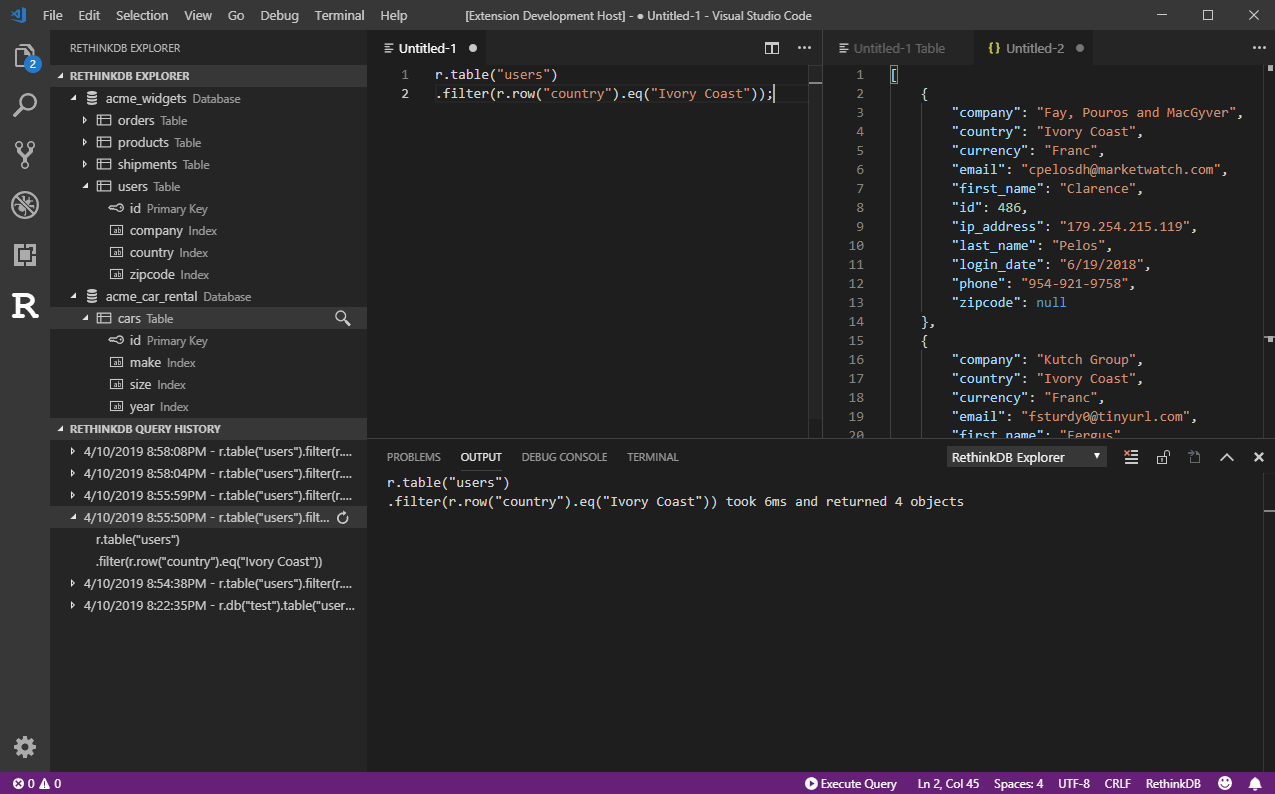 File Edit Selection View Go Debug Terminal Help [Extension Development Host] - ● Untitled-1 - Visual Studio Code
2
R
RETHINKDB EXPLORER
RETHINKDB EXPLORER
acme_widgets Database
orders Table
products Table
shipments Table
users Table
id Primary Key
company Index
country Index
zipcode Index
acme_car_rental Database
cars Table
id Primary Key
make Index
size Index
year Index
RETHINKDB QUERY HISTORY
4/10/2019 8:58:08PM - r.table("users").filter(r....
4/10/2019 8:58:04PM - r.table("users").filter(r....
4/10/2019 8:55:59PM - r.table("users").filter(r....
4/10/2019 8:55:50PM - r.table("users").filt...
r.table("users")
.filter(r.row("country").eq("Ivory Coast"))
4/10/2019 8:54:38PM - r.table("users").filter(r....
4/10/2019 8:22:35PM - r.db("test").table("user...
Untitled-1 ●
1 r.table("users")
2 .filter(r.row("country").eq("Ivory Coast"));
Untitled-1 Table {} Untitled-2 ●
1 [
2 {
3 "company": "Fay, Pouros and MacGyver",
4 "country": "Ivory Coast",
5 "currency": "Franc",
6 "email": "cpelosdh@marketwatch.com",
7 "first_name": "Clarence",
8 "id": 486,
9 "ip_address": "179.254.215.119",
10 "last_name": "Pelos",
11 "login_date": "6/19/2018",
12 "phone": "954-921-9758",
13 "zipcode": null
14 },
15 {
16 "company": "Kutch Group",
17 "country": "Ivory Coast",
18 "currency": "Franc",
19 "email": "fsturdy0@tinyurl.com",
20 "first_name": "Fergus"
PROBLEMS OUTPUT DEBUG CONSOLE TERMINAL RethinkDB Explorer
r.table("users")
.filter(r.row("country").eq("Ivory Coast")) took 6ms and returned 4 objects
0 0 Execute Query Ln 2, Col 45 Spaces: 4 UTF-8 CRLF RethinkDB